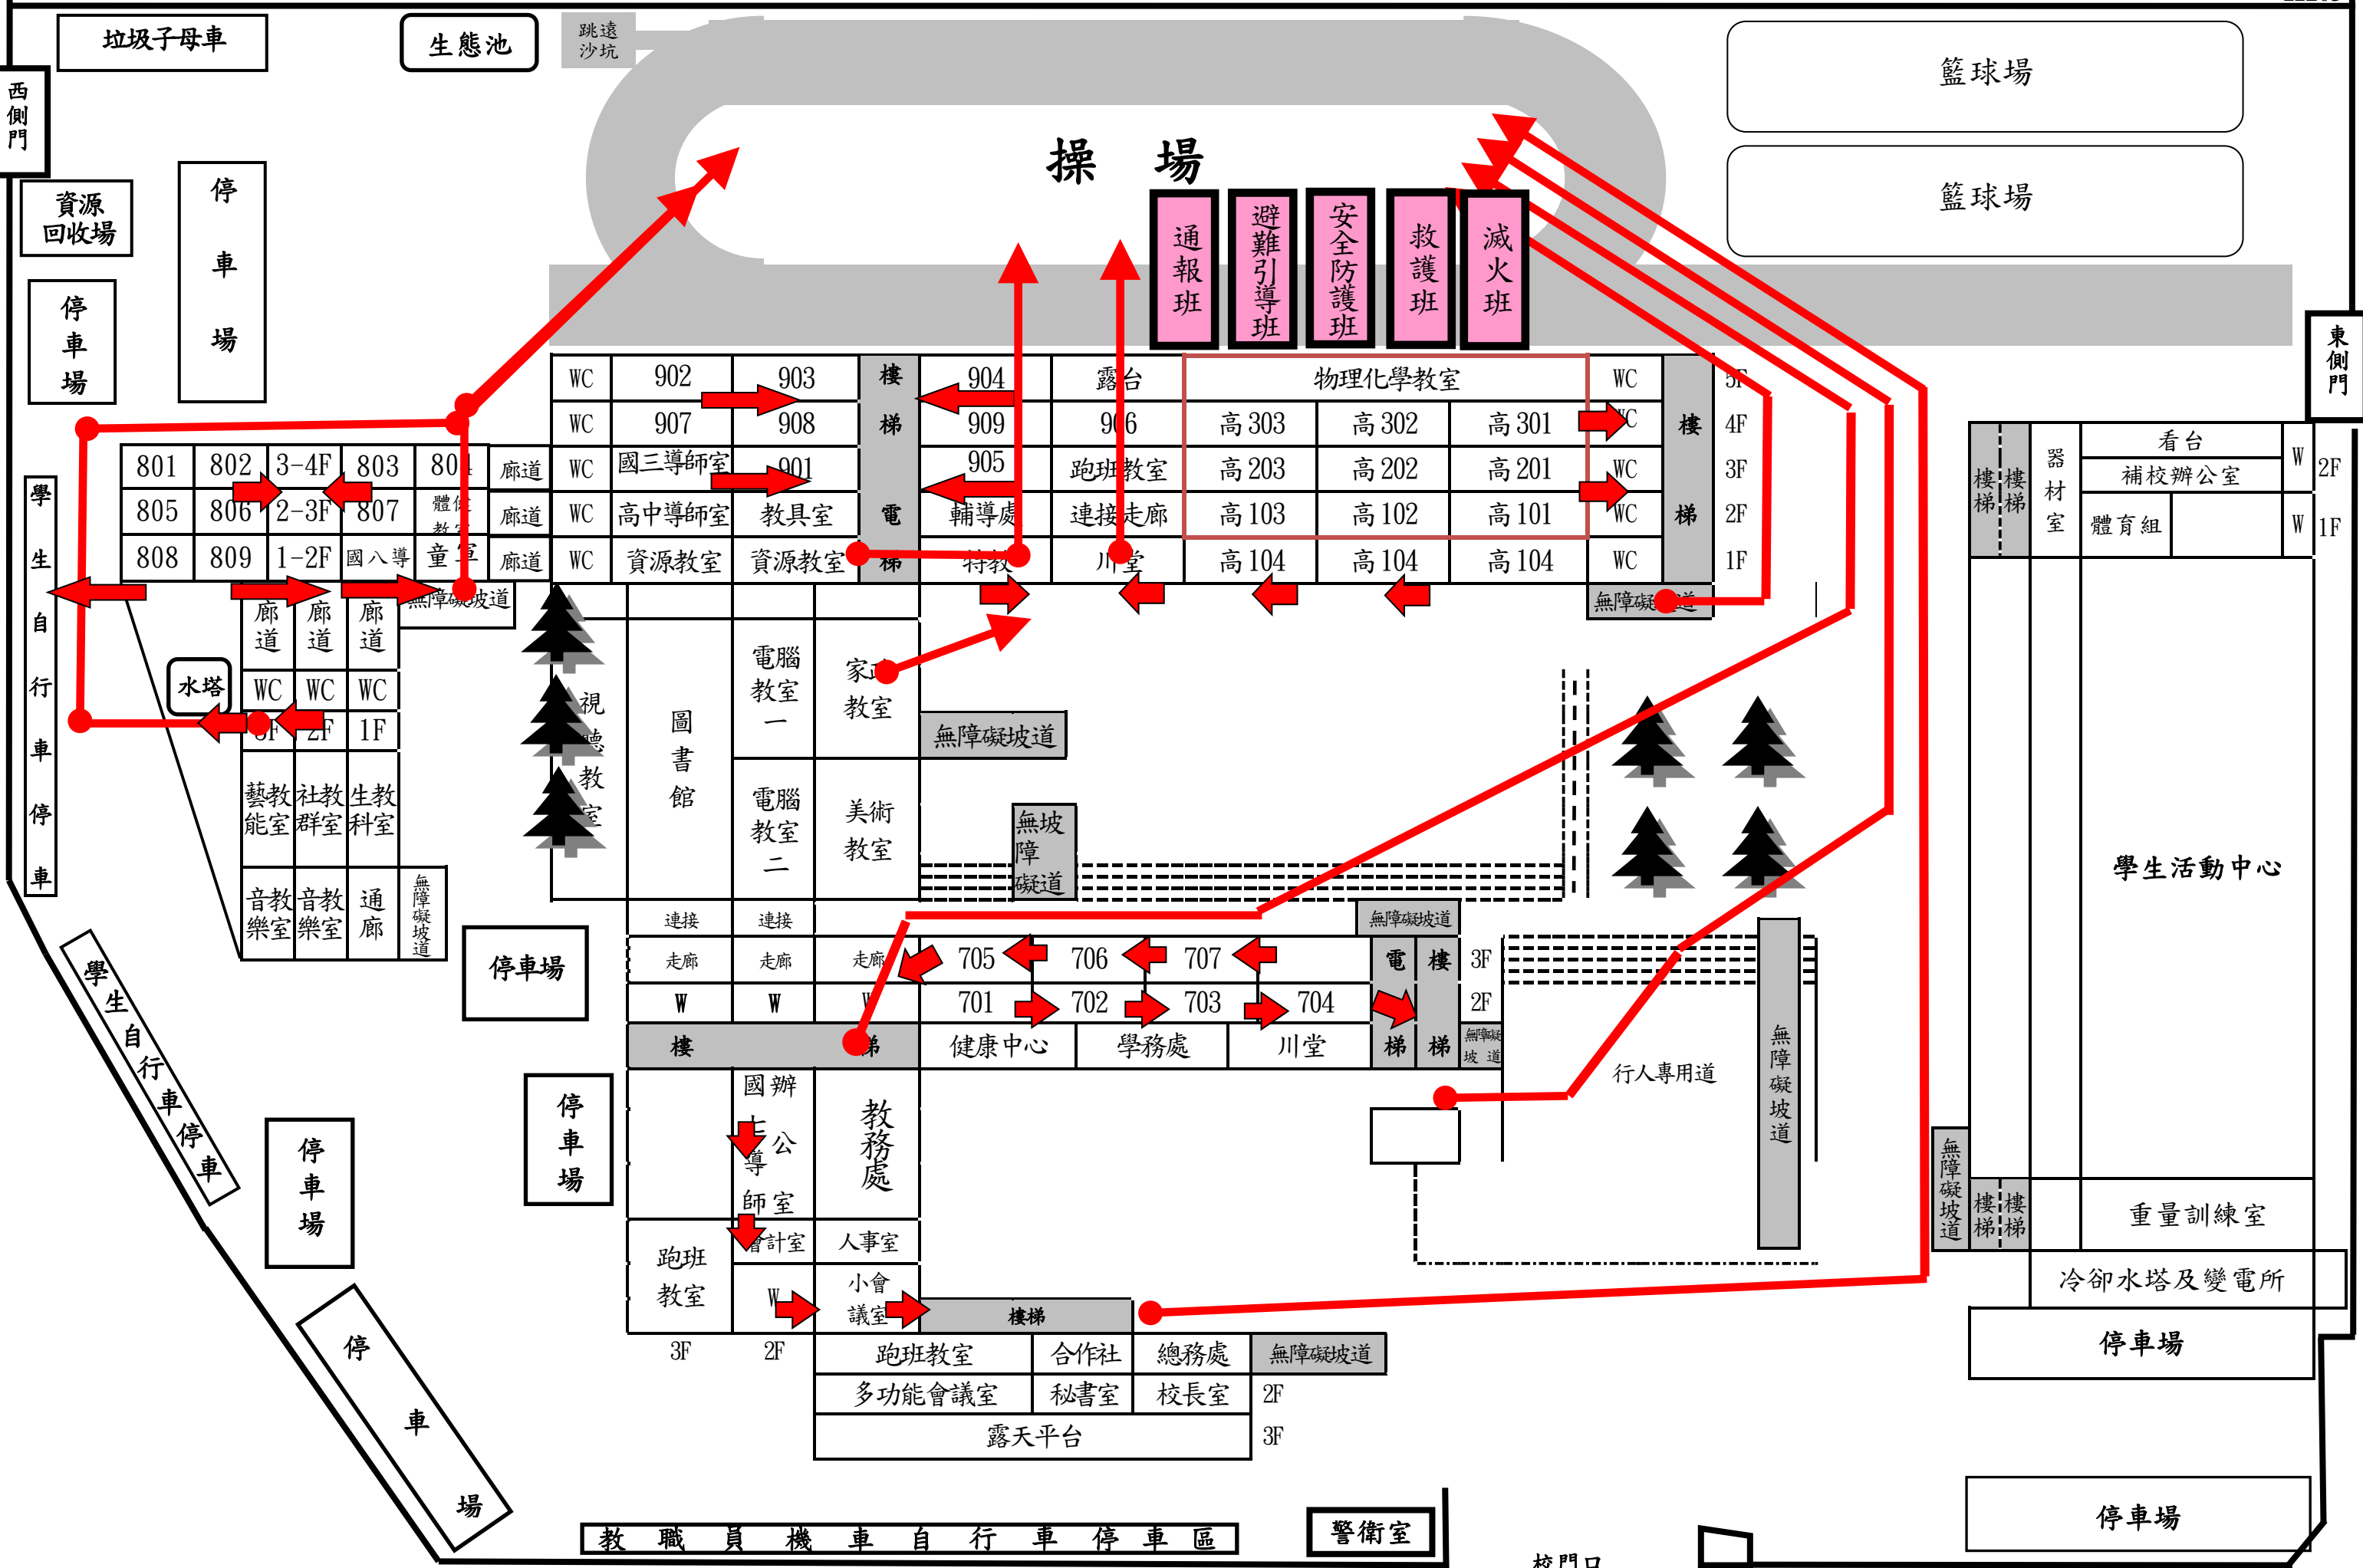 垃圾子母車
生態池
跳遠
沙坑
籃球場
西側門
操 場
籃球場
停車場
資源
回收場
通報班
避難引導班
安全防護班
救護班
滅火班
停車場
東側門
WC 902 903 樓 904 露台 物理化學教室 WC 5F
WC 907 908 梯 909 906 高303 高302 高301 樓 4F
801 802 3-4F 803 804 廊道 WC 國三導師室 901 905 跑班教室 高203 高202 高201 WC 3F
805 806 2-3F 807 體健教室 廊道 WC 高中導師室 教具室 電 輔導處 連接走廊 高103 高102 高101 WC 梯 2F
808 809 1-2F 國八導 童軍 廊道 WC 資源教室 資源教室 梯 特教 川堂 高104 高104 高104 WC 1F
無障礙坡道
無障礙坡道
學生自行車停車
廊道 廊道 廊道
水塔
WC WC WC
3F 2F 1F
藝能教室 社群教室 生科教室
音樂教室 音樂教室 通廊
無障礙坡道
視聽教室
圖書館
電腦
教室
一
家政
教室
無障礙坡道
電腦
教室
二
美術
教室
無障礙坡道
樓梯 樓梯
器材室
看台
補校辦公室
W 2F
體育組
W 1F
學生活動中心
連接 連接
無障礙坡道
走廊 走廊 走廊 705 706 707 電 樓 3F
W W W 701 702 703 704 2F
樓 梯 健康中心 學務處 川堂 梯 梯 無障礙坡道
停車場
學生自行車停車
停車場
停車場
國七導師室
辦公
教務處
行人專用道
無障礙坡道
無障礙坡道
樓梯 樓梯
重量訓練室
冷卻水塔及變電所
停車場
跑班
教室
會計室 人事室
W
小會
議室
樓梯
3F 2F
跑班教室 合作社 總務處 無障礙坡道
多功能會議室 秘書室 校長室 2F
露天平台 3F
停車場
停車場
教職員機車自行車停車區
警衛室
校門口